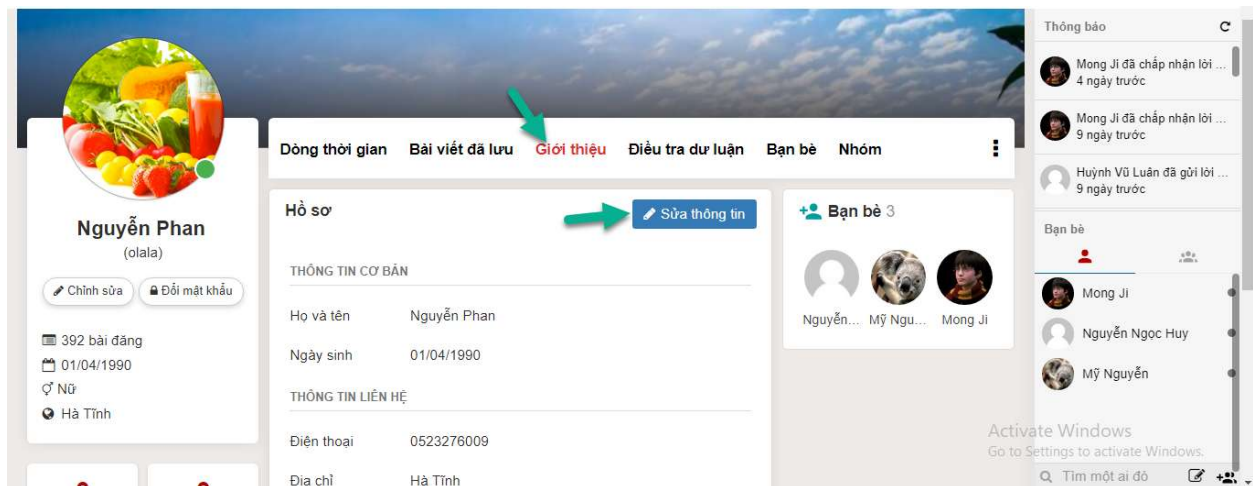 Nguyễn Phan
(olala)
Chỉnh sửa
Đổi mật khẩu
392 bài đăng
01/04/1990
Nữ
Hà Tĩnh
Dòng thời gian Bài viết đã lưu Giới thiệu Điều tra dư luận Bạn bè Nhóm
Hồ sơ
Sửa thông tin
THÔNG TIN CƠ BẢN
Họ và tên Nguyễn Phan
Ngày sinh 01/04/1990
THÔNG TIN LIÊN HỆ
Điện thoại 0523276009
Địa chỉ Hà Tĩnh
Bạn bè 3
Nguyễn... Mỹ Ngu... Mong Ji
Thông báo
Mong Ji đã chấp nhận lời ...
4 ngày trước
Mong Ji đã chấp nhận lời ...
9 ngày trước
Huỳnh Vũ Luân đã gửi lời ...
9 ngày trước
Bạn bè
Mong Ji
Nguyễn Ngọc Huy
Mỹ Nguyễn
Activate Windows
Go to Settings to activate Windows.
Tìm một ai đó